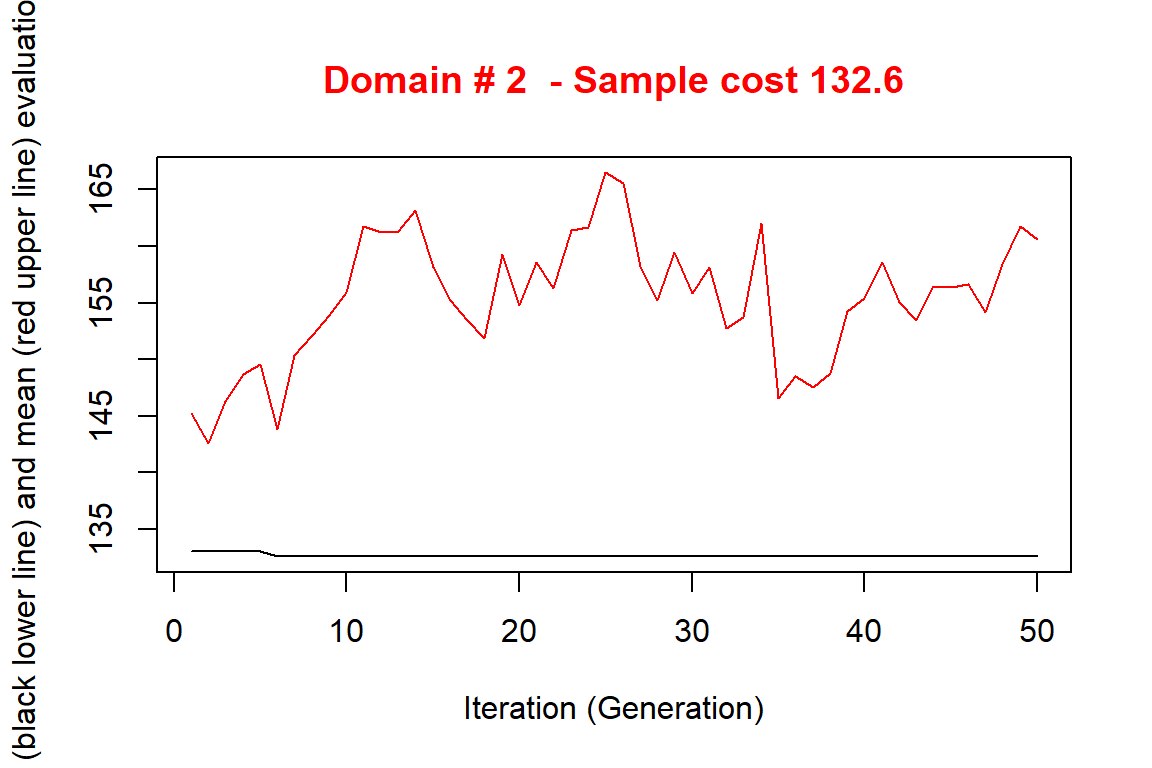 Domain # 2  - Sample cost 132.6
(black lower line) and mean (red upper line) evaluatio
165
155
145
135
0 10 20 30 40 50
Iteration (Generation)